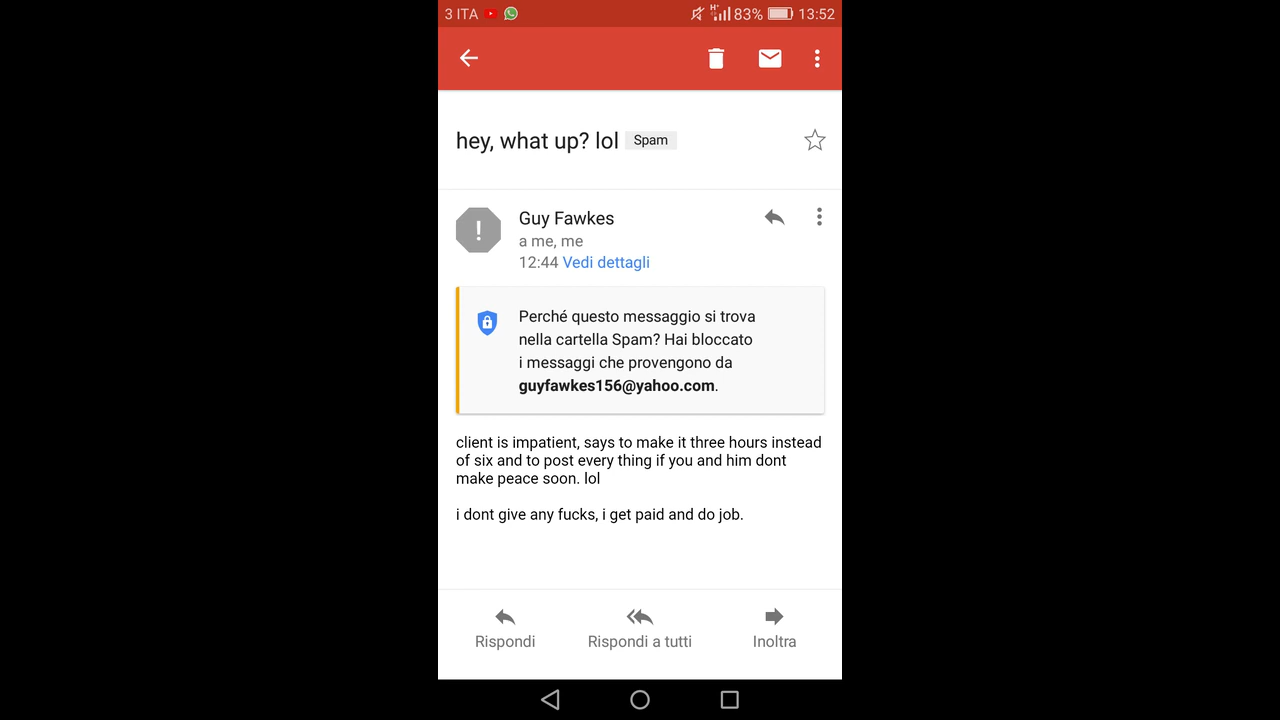 3 ITA H+ 83% 13:52
hey, what up? lol Spam
Guy Fawkes
a me, me
12:44 Vedi dettagli
Perché questo messaggio si trova
nella cartella Spam? Hai bloccato
i messaggi che provengono da
guyfawkes156@yahoo.com.
client is impatient, says to make it three hours instead
of six and to post every thing if you and him dont
make peace soon. lol
i dont give any fucks, i get paid and do job.
Rispondi Rispondi a tutti Inoltra